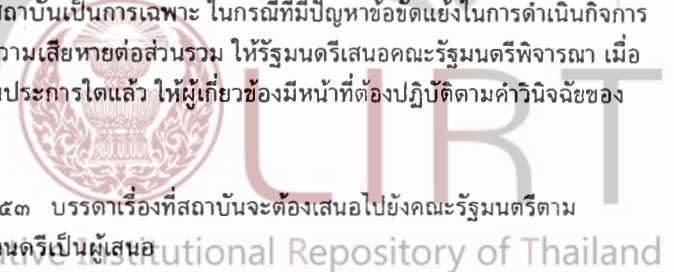 สถาบันเป็นการเฉพาะ ในกรณีที่มีปัญหาข้อขัดแย้งในการดำเนินกิจการ
วามเสียหายต่อส่วนรวม ให้รัฐมนตรีเสนอคณะรัฐมนตรีพิจารณา เมื่อ
ประการใดแล้ว ให้ผู้เกี่ยวข้องมีหน้าที่ต้องปฏิบัติตามคำวินิจฉัยของ
LIRT
๕๓ บรรดาเรื่องที่สถาบันจะต้องเสนอไปยังคณะรัฐมนตรีตาม
นตรีเป็นผู้เสนอ
tive Institutional Repository of Thailand